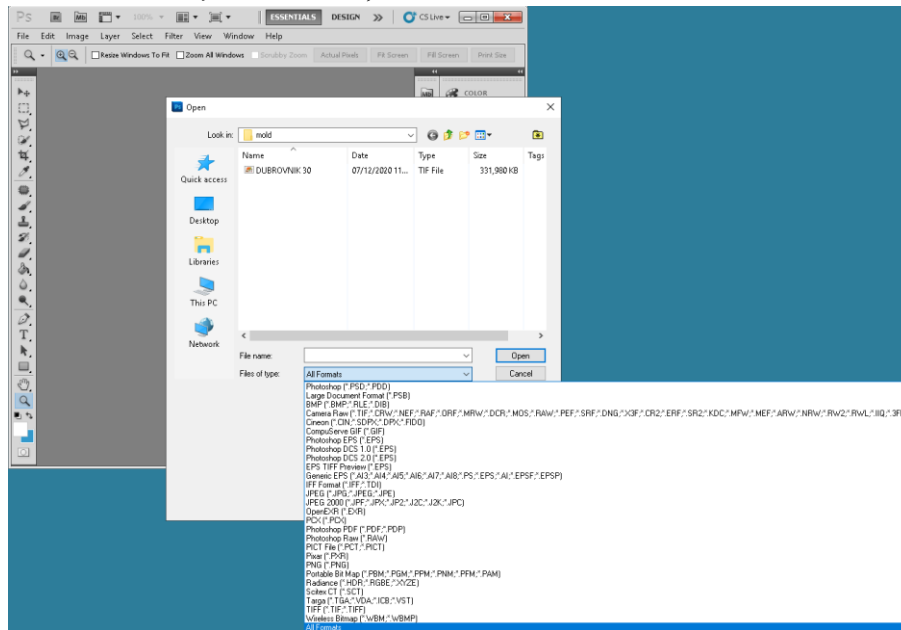 Ps Br Mb 100% ESSENTIALS DESIGN >> CS Live
File Edit Image Layer Select Filter View Window Help
Resize Windows To Fit Zoom All Windows Scrubby Zoom Actual Pixels Fit Screen Fill Screen Print Size
Mb COLOR
Ps Open
Look in: mold
Name Date Type Size Tags
DUBROVNIK 30 07/12/2020 11... TIF File 331,980 KB
Quick access
Desktop
Libraries
This PC
Network
File name: Open
Files of type: All Formats Cancel
Photoshop (*.PSD;*.PDD)
Large Document Format (*.PSB)
BMP (*.BMP;*.RLE;*.DIB)
Camera Raw (*.TIF;*.CRW;*.NEF;*.RAF;*.ORF;*.MRW;*.DCR;*.MOS;*.RAW;*.PEF;*.SRF;*.DNG;*.X3F;*.CR2;*.ERF;*.SR2;*.KDC;*.MFW;*.MEF;*.ARW;*.NRW;*.RW2;*.RWL;*.IIQ;*.3F
Cineon (*.CIN;*.SDPX;*.DPX;*.FIDO)
CompuServe GIF (*.GIF)
Photoshop EPS (*.EPS)
Photoshop DCS 1.0 (*.EPS)
Photoshop DCS 2.0 (*.EPS)
EPS TIFF Preview (*.EPS)
Generic EPS (*.AI3;*.AI4;*.AI5;*.AI6;*.AI7;*.AI8;*.PS;*.EPS;*.AI;*.EPSF;*.EPSP)
IFF Format (*.IFF;*.TDI)
JPEG (*.JPG;*.JPEG;*.JPE)
JPEG 2000 (*.JPF;*.JPX;*.JP2;*.J2C;*.J2K;*.JPC)
OpenEXR (*.EXR)
PCX (*.PCX)
Photoshop PDF (*.PDF;*.PDP)
Photoshop Raw (*.RAW)
PICT File (*.PCT;*.PICT)
Pixar (*.PXR)
PNG (*.PNG)
Portable Bit Map (*.PBM;*.PGM;*.PPM;*.PNM;*.PFM;*.PAM)
Radiance (*.HDR;*.RGBE;*.XYZE)
Scitex CT (*.SCT)
Targa (*.TGA;*.VDA;*.ICB;*.VST)
TIFF (*.TIF;*.TIFF)
Wireless Bitmap (*.WBM;*.WBMP)
All Formats